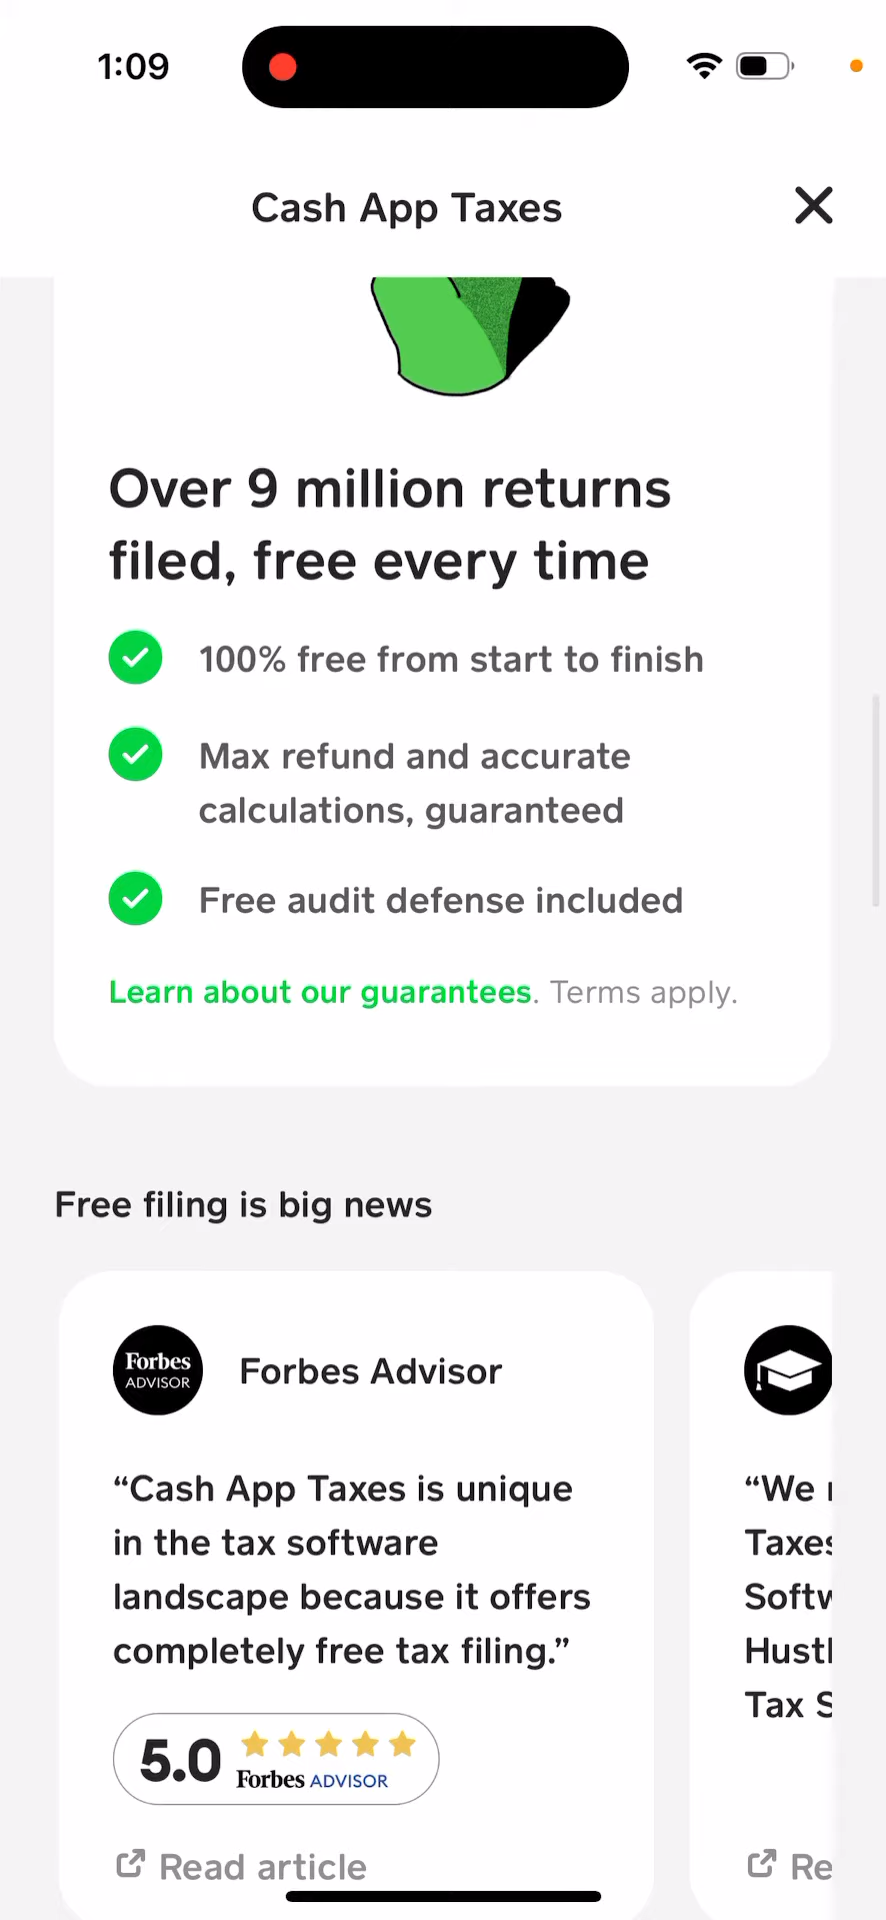 1:09
Cash App Taxes
Over 9 million returns
filed, free every time
100% free from start to finish
Max refund and accurate
calculations, guaranteed
Free audit defense included
Learn about our guarantees. Terms apply.
Free filing is big news
Forbes
ADVISOR
Forbes Advisor
“Cash App Taxes is unique
in the tax software
landscape because it offers
completely free tax filing.”
5.0
Forbes ADVISOR
Read article
“We
Tax S